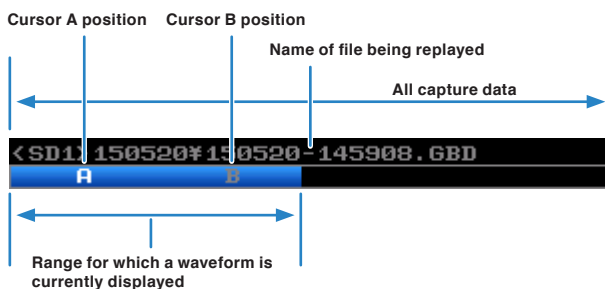 Cursor A position Cursor B position
Name of file being replayed
All capture data
<SD1>150520¥150520-145908.GBD
A B
Range for which a waveform is
currently displayed